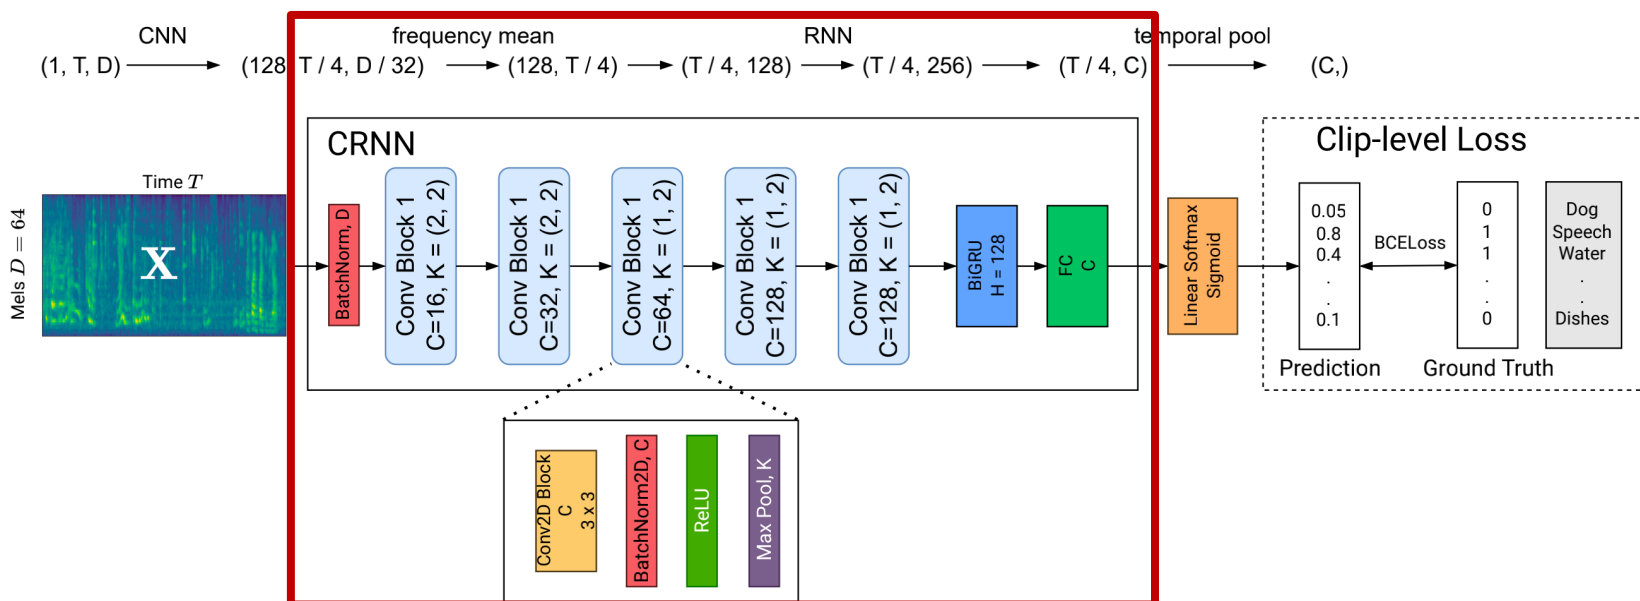 CNN
frequency mean
RNN
temporal pool
(1, T, D)
(128, T / 4, D / 32)
(128, T / 4)
(T / 4, 128)
(T / 4, 256)
(T / 4, C)
(C,)
CRNN
Clip-level Loss
Time T
Mels D = 64
X
BatchNorm, D
Conv Block 1
C=16, K = (2, 2)
Conv Block 1
C=32, K = (2, 2)
Conv Block 1
C=64, K = (1, 2)
Conv Block 1
C=128, K = (1, 2)
Conv Block 1
C=128, K = (1, 2)
BiGRU
H = 128
FC
C
Linear Softmax
Sigmoid
0.05
0.8
0.4
.
.
0.1
Prediction
BCELoss
0
1
1
.
.
0
Ground Truth
Dog
Speech
Water
.
.
Dishes
Conv2D Block
C
3 x 3
BatchNorm2D, C
ReLU
Max Pool, K